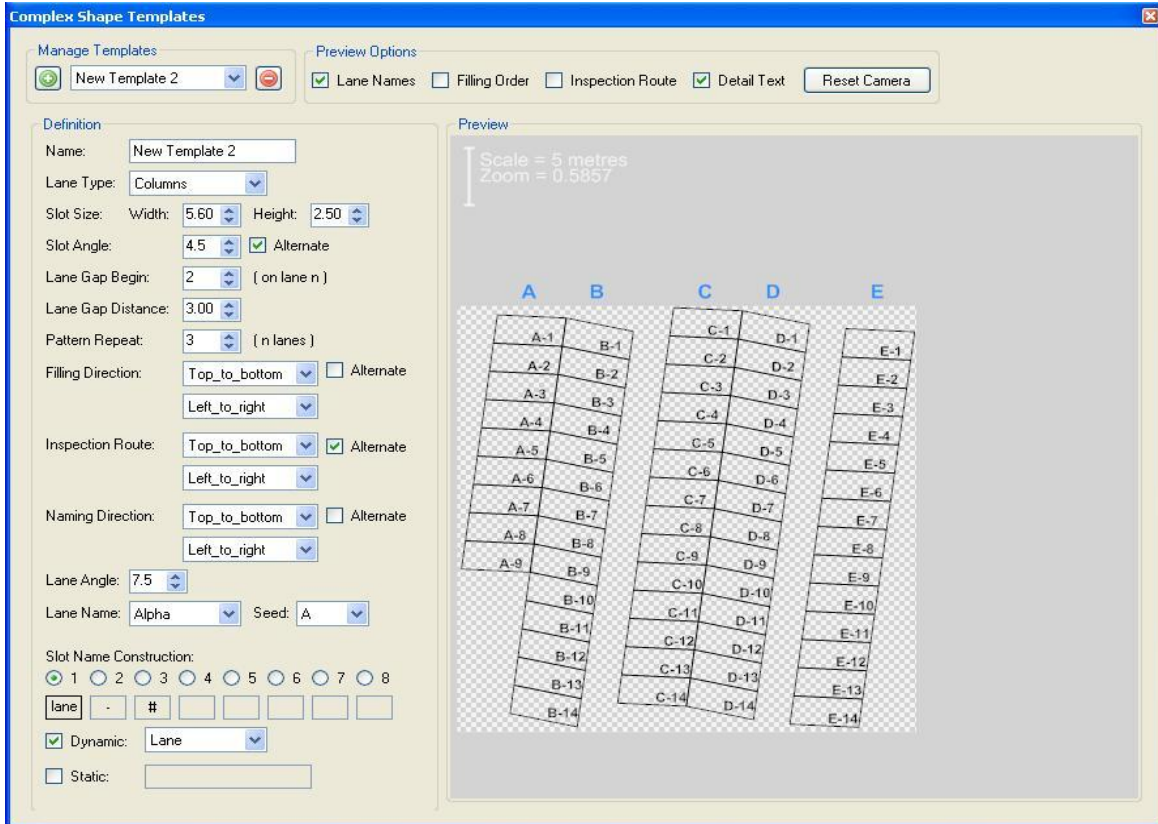 Complex Shape Templates
Manage Templates
New Template 2
Preview Options
Lane Names Filling Order Inspection Route Detail Text Reset Camera
Definition
Name: New Template 2
Lane Type: Columns
Slot Size: Width: 5.60 Height: 2.50
Slot Angle: 4.5 Alternate
Lane Gap Begin: 2 ( on lane n )
Lane Gap Distance: 3.00
Pattern Repeat: 3 ( n lanes )
Filling Direction: Top_to_bottom Alternate
Left_to_right
Inspection Route: Top_to_bottom Alternate
Left_to_right
Naming Direction: Top_to_bottom Alternate
Left_to_right
Lane Angle: 7.5
Lane Name: Alpha Seed: A
Slot Name Construction:
1 2 3 4 5 6 7 8
lane - #
Dynamic: Lane
Static:
Preview
Scale = 5 metres
Zoom = 0.5857
A B C D E
A-1
A-2
A-3
A-4
A-5
A-6
A-7
A-8
A-9
B-1
B-2
B-3
B-4
B-5
B-6
B-7
B-8
B-9
B-10
B-11
B-12
B-13
B-14
C-1
C-2
C-3
C-4
C-5
C-6
C-7
C-8
C-9
C-10
C-11
C-12
C-13
C-14
D-1
D-2
D-3
D-4
D-5
D-6
D-7
D-8
D-9
D-10
D-11
D-12
D-13
D-14
E-1
E-2
E-3
E-4
E-5
E-6
E-7
E-8
E-9
E-10
E-11
E-12
E-13
E-14